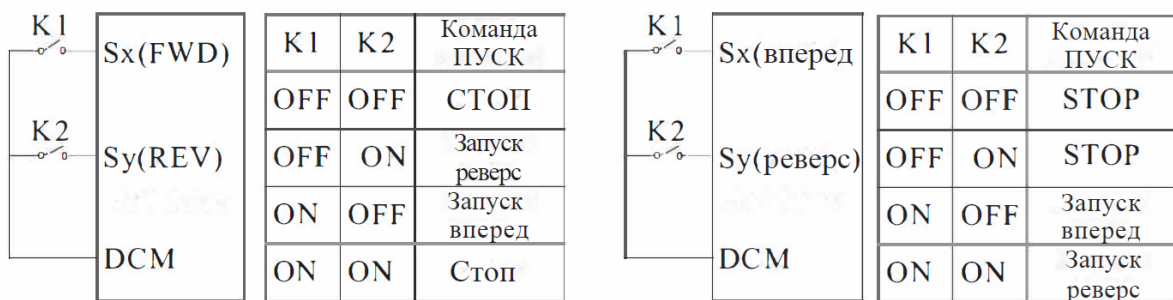 K1
Sx(FWD)
K2
Sy(REV)
DCM
K1 K2 Команда ПУСК
OFF OFF СТОП
OFF ON Запуск реверс
ON OFF Запуск вперед
ON ON Стоп
K1
Sx(вперед
K2
Sy(реверс)
DCM
K1 K2 Команда ПУСК
OFF OFF STOP
OFF ON STOP
ON OFF Запуск вперед
ON ON Запуск реверс